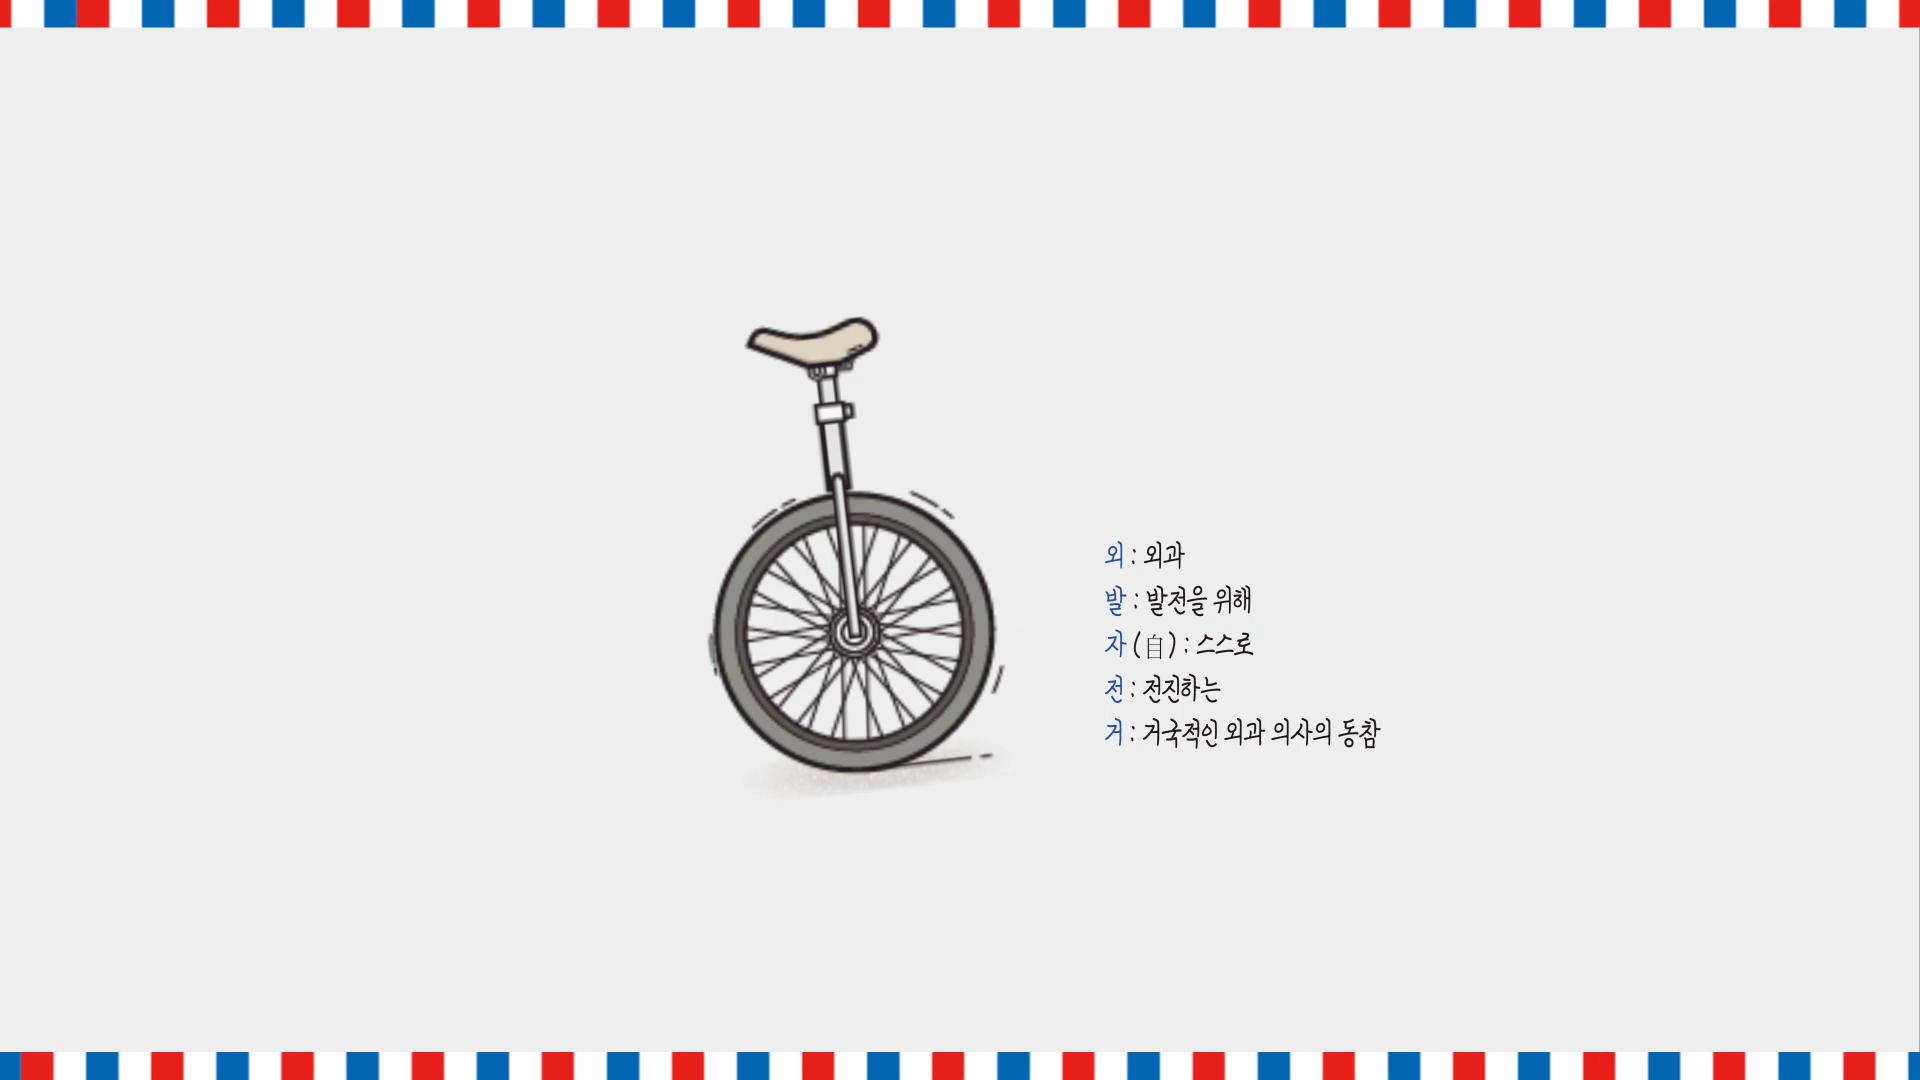 외 : 외과
발 : 발전을 위해
자 (自) : 스스로
전 : 전진하는
거 : 거국적인 외과 의사의 동참